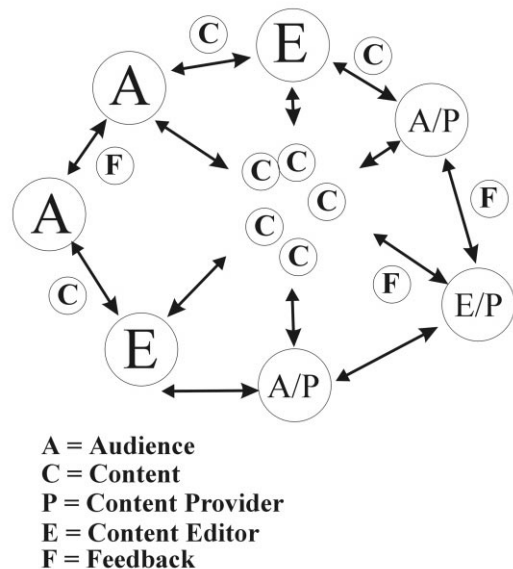 C
E
C
A
A/P
C
C
F
C
F
A
C
C
C
F
E/P
E
A/P
A = Audience
C = Content
P = Content Provider
E = Content Editor
F = Feedback